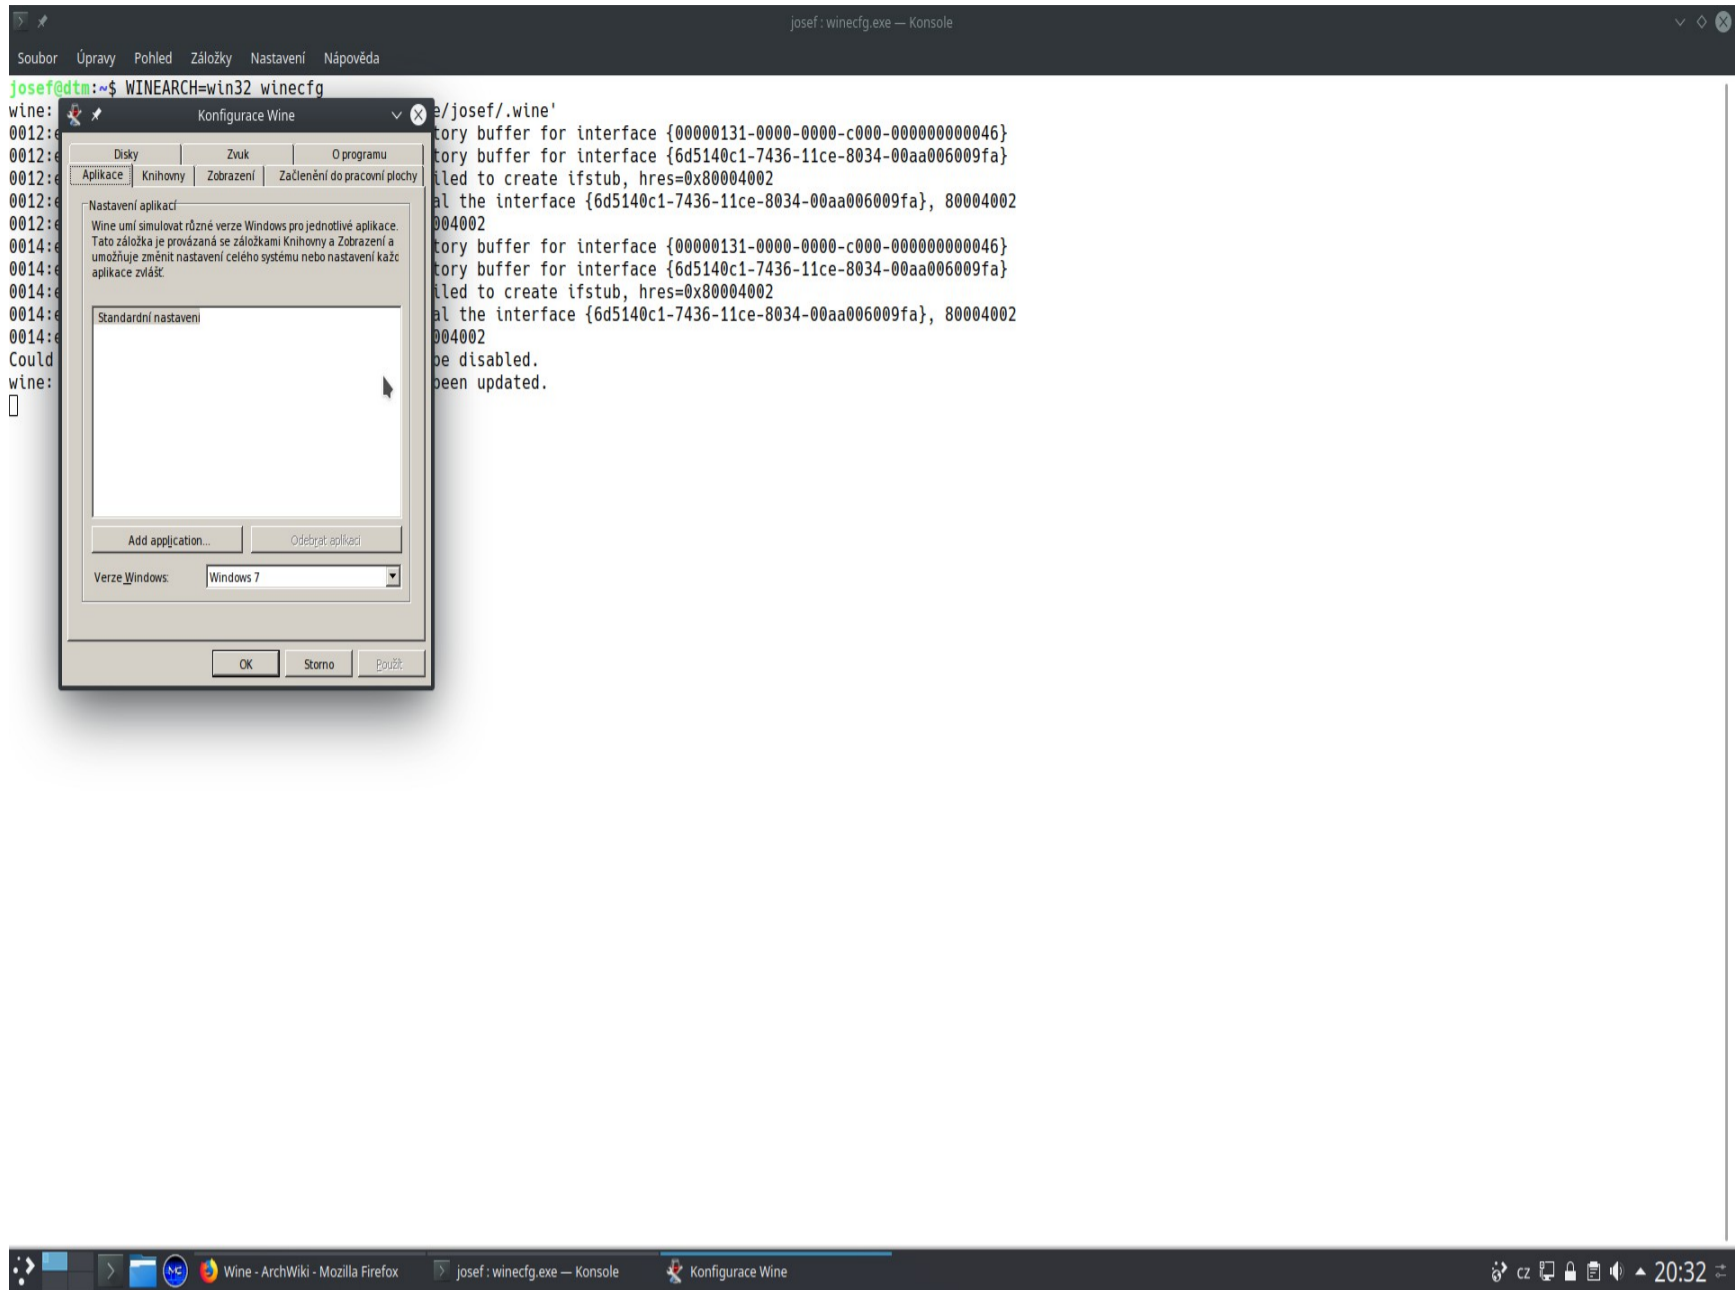 josef : winecfg.exe — Konsole
Soubor Úpravy Pohled Záložky Nastavení Nápověda
josef@dtm:~$ WINEARCH=win32 winecfg
wine: e/josef/.wine'
0012:e tory buffer for interface {00000131-0000-0000-c000-000000000046}
0012:e tory buffer for interface {6d5140c1-7436-11ce-8034-00aa006009fa}
0012:e iled to create ifstub, hres=0x80004002
0012:e al the interface {6d5140c1-7436-11ce-8034-00aa006009fa}, 80004002
0012:e 004002
0014:e tory buffer for interface {00000131-0000-0000-c000-000000000046}
0014:e tory buffer for interface {6d5140c1-7436-11ce-8034-00aa006009fa}
0014:e iled to create ifstub, hres=0x80004002
0014:e al the interface {6d5140c1-7436-11ce-8034-00aa006009fa}, 80004002
0014:e 004002
Could be disabled.
wine: been updated.
Konfigurace Wine
Disky Zvuk O programu
Aplikace Knihovny Zobrazení Začlenění do pracovní plochy
Nastavení aplikací
Wine umí simulovat různé verze Windows pro jednotlivé aplikace.
Tato záložka je provázaná se záložkami Knihovny a Zobrazení a
umožňuje změnit nastavení celého systému nebo nastavení každ
aplikace zvlášť.
Standardní nastavení
Add application... Odebrat aplikaci
Verze Windows: Windows 7
OK Storno Použít
Wine - ArchWiki - Mozilla Firefox josef : winecfg.exe — Konsole Konfigurace Wine cz 20:32